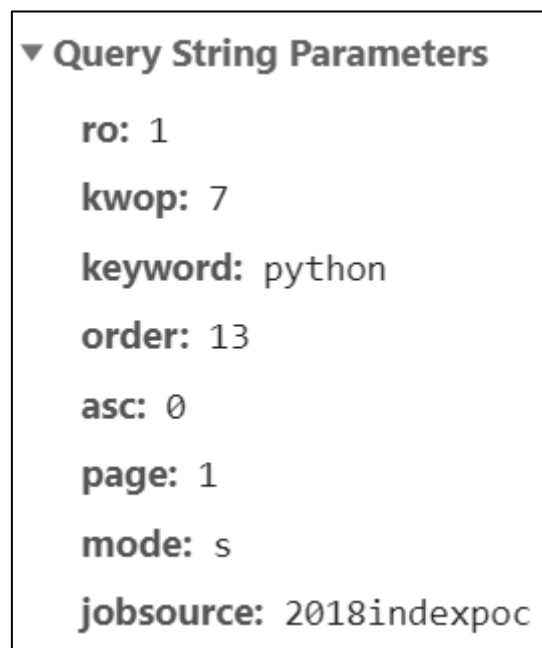 Query String Parameters
ro: 1
kwop: 7
keyword: python
order: 13
asc: 0
page: 1
mode: s
jobsource: 2018indexpoc